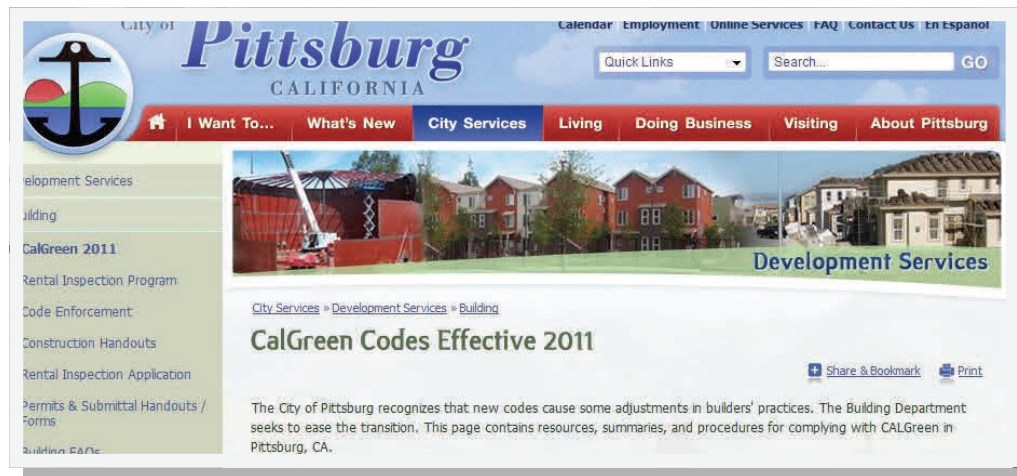 City of
Pittsburg
CALIFORNIA
Calendar Employment Online Services FAQ Contact Us En Espanol
Quick Links
Search...
GO
I Want To...
What's New
City Services
Living
Doing Business
Visiting
About Pittsburg
elopment Services
ilding
CalGreen 2011
Rental Inspection Program
Code Enforcement
Construction Handouts
Rental Inspection Application
Permits & Submittal Handouts /
Forms
Building FAQs
Development Services
City Services » Development Services » Building
CalGreen Codes Effective 2011
Share & Bookmark
Print
The City of Pittsburg recognizes that new codes cause some adjustments in builders' practices. The Building Department
seeks to ease the transition. This page contains resources, summaries, and procedures for complying with CALGreen in
Pittsburg, CA.